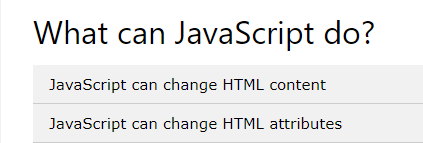 What can JavaScript do?
JavaScript can change HTML content
JavaScript can change HTML attributes